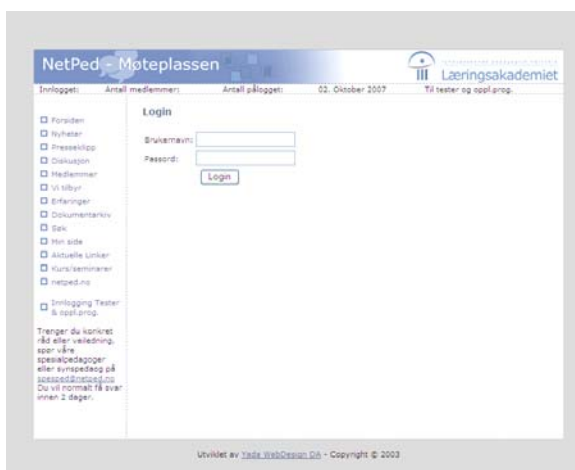 NetPed - Møteplassen
Læringsakademiet
Innlogget: Antall medlemmer: Antall pålogget: 02. Oktober 2007 Til tester og oppl.prog.
Login
Brukernavn:
Passord:
Login
Forsiden
Nyheter
Presseklipp
Diskusjon
Medlemmer
Vi tilbyr
Erfaringer
Dokumentarkiv
Søk
Min side
Aktuelle Linker
Kurs/seminarer
netped.no
Innlogging Tester
& oppl.prog.
Trenger du konkret
råd eller veiledning,
spør våre
spesialpedagoger
eller synspedaog på
spesped@netped.no
Du vil normalt få svar
innen 2 dager.
Utviklet av Yada WebDesign DA - Copyright © 2003